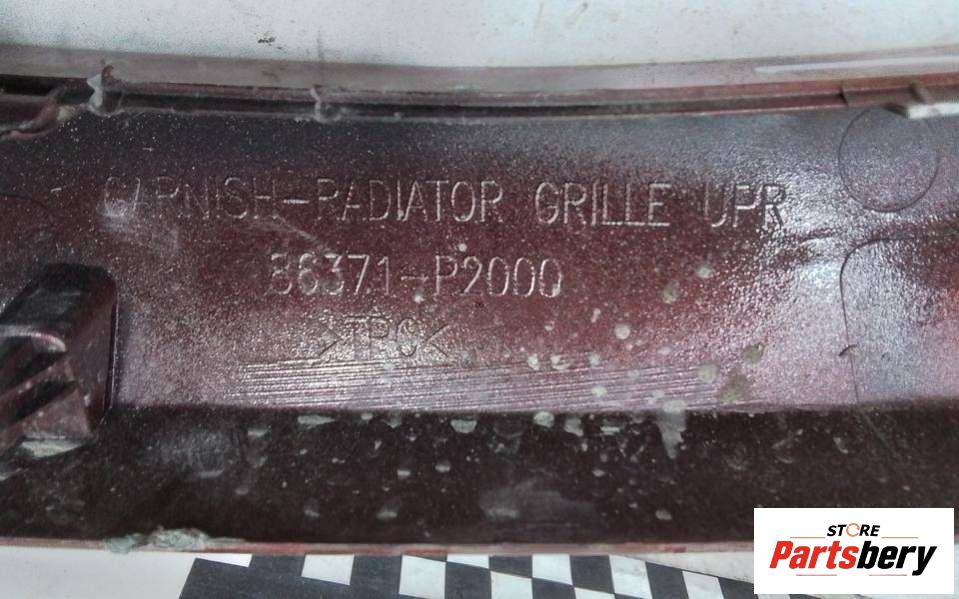 GARNISH-RADIATOR GRILLE UPR
86371-P2000
>TPO<
STORE
Partsbery